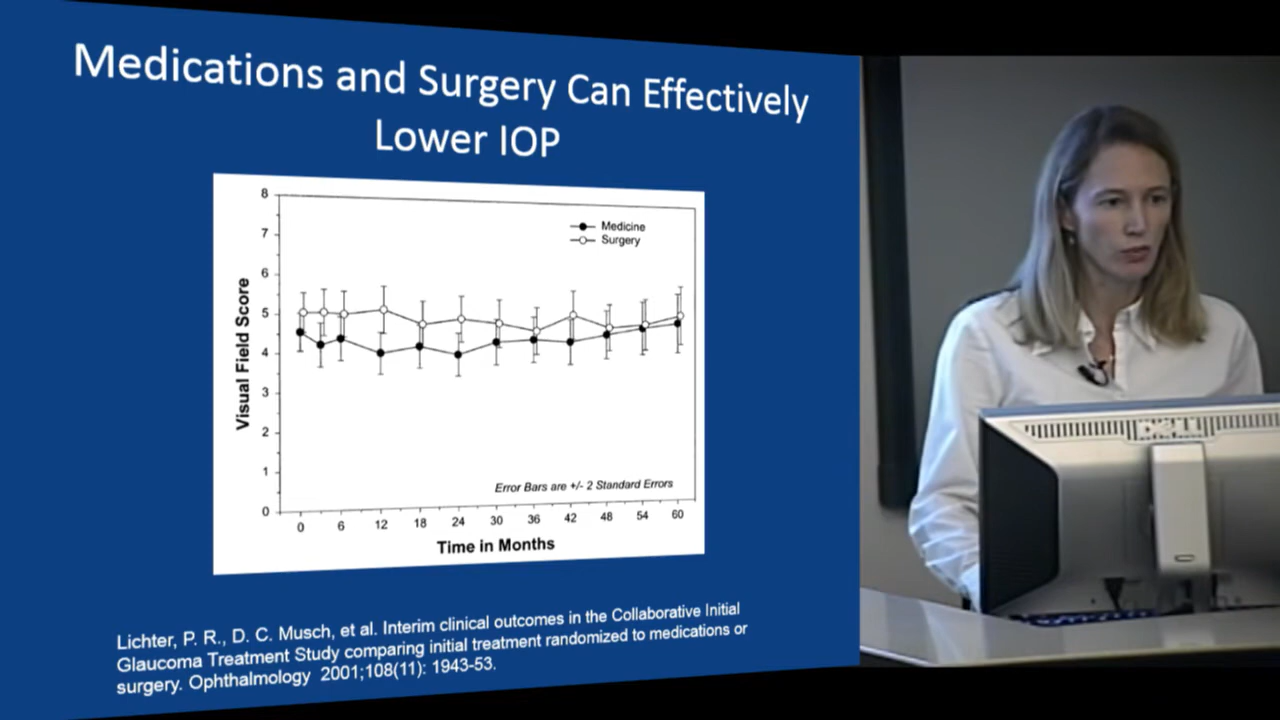 Medications and Surgery Can Effectively
Lower IOP
8
7
6
5
4
3
2
1
0
Visual Field Score
Medicine
Surgery
Error Bars are +/- 2 Standard Errors
0 6 12 18 24 30 36 42 48 54 60
Time in Months
Lichter, P. R., D. C. Musch, et al. Interim clinical outcomes in the Collaborative Initial
Glaucoma Treatment Study comparing initial treatment randomized to medications or
surgery. Ophthalmology 2001;108(11): 1943-53.
DELL